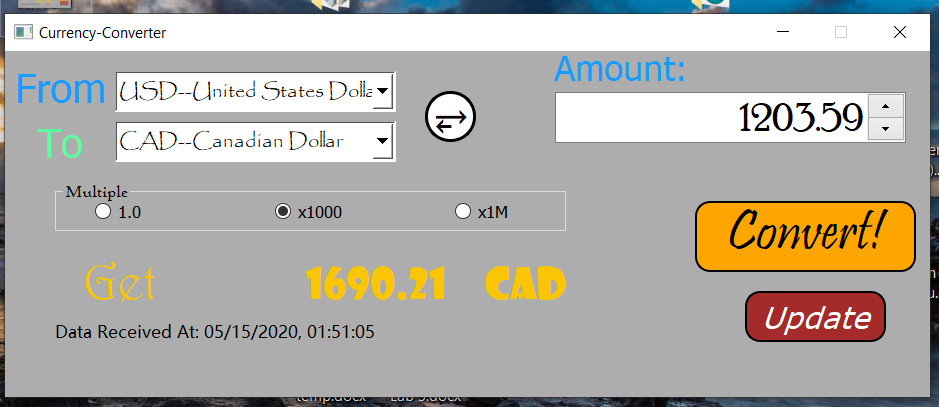 Currency-Converter
From USD--United States Dolla
Amount:
1203.59
To CAD--Canadian Dollar
Multiple
1.0 x1000 x1M
Convert!
Get 1690.21 CAD
Update
Data Received At: 05/15/2020, 01:51:05
temp.docx Lab 5.docx